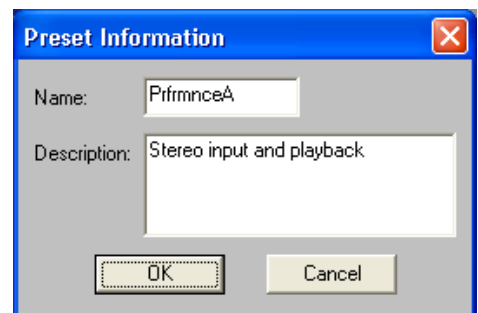 Preset Information
Name: PrfrmnceA
Description: Stereo input and playback
OK Cancel